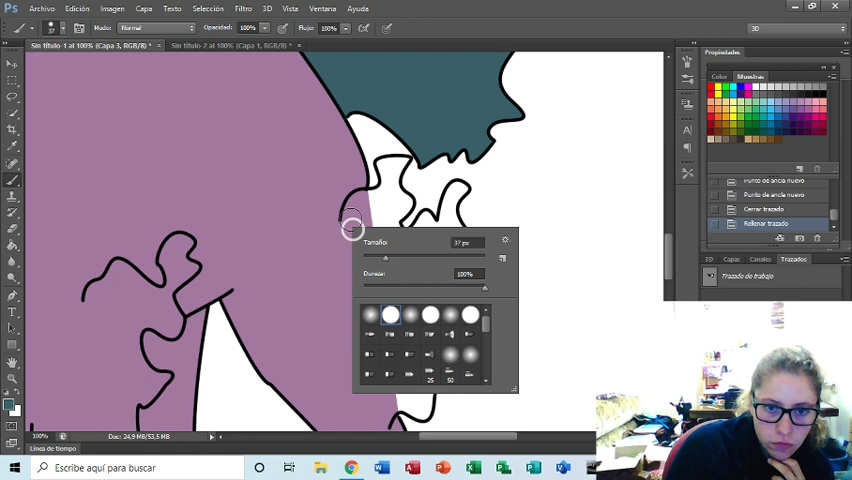 Ps Archivo Edición Imagen Capa Texto Selección Filtro 3D Vista Ventana Ayuda
37 Modo: Normal Opacidad: 100% Flujo: 100% 3D
Sin título-1 al 100% (Capa 3, RGB/8) * × Sin título-2 al 100% (Capa 1, RGB/8) * ×
Propiedades
Color Muestras
Punto de ancla nuevo
Punto de ancla nuevo
Cerrar trazado
Rellenar trazado
3D Capas Canales Trazados
Trazado de trabajo
Tamaño: 37 px
Dureza: 100%
25 50
100% Doc: 24,9 MB/53,5 MB
Línea de tiempo
Escribe aquí para buscar